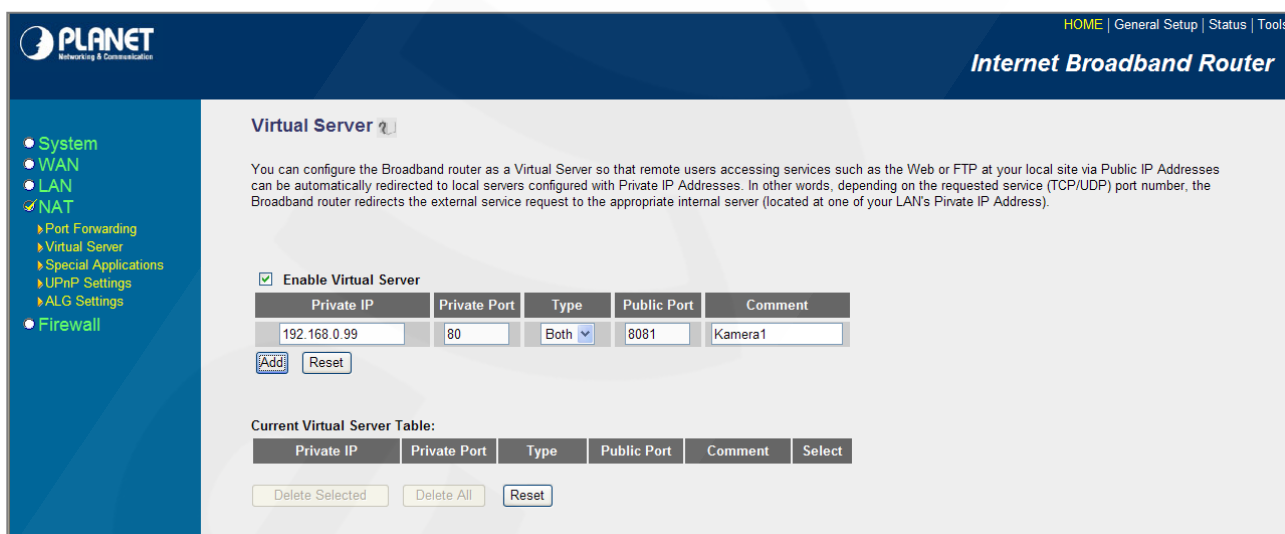 PLANET
Networking & Communication
HOME | General Setup | Status | Tools
Internet Broadband Router
System
WAN
LAN
NAT
Port Forwarding
Virtual Server
Special Applications
UPnP Settings
ALG Settings
Firewall
Virtual Server
You can configure the Broadband router as a Virtual Server so that remote users accessing services such as the Web or FTP at your local site via Public IP Addresses
can be automatically redirected to local servers configured with Private IP Addresses. In other words, depending on the requested service (TCP/UDP) port number, the
Broadband router redirects the external service request to the appropriate internal server (located at one of your LAN's Pivate IP Address).
Enable Virtual Server
Private IP Private Port Type Public Port Comment
192.168.0.99 80 Both 8081 Kamera1
Add Reset
Current Virtual Server Table:
Private IP Private Port Type Public Port Comment Select
Delete Selected Delete All Reset